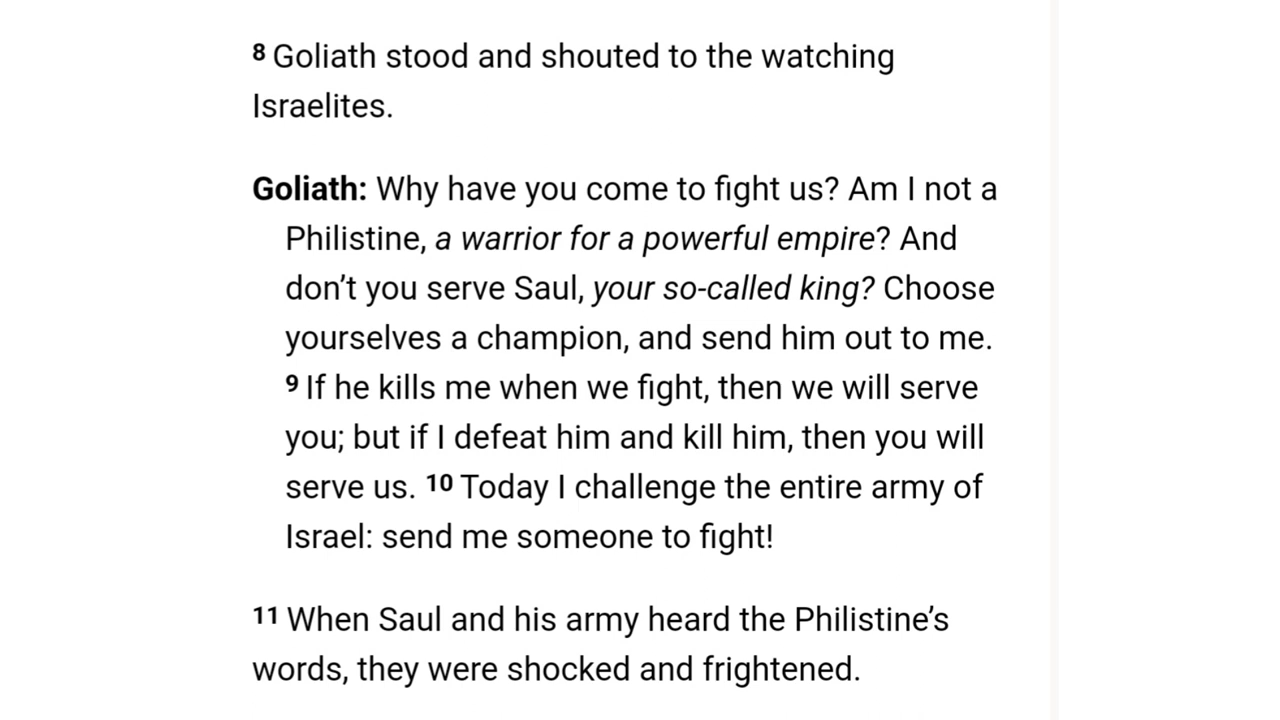 8 Goliath stood and shouted to the watching
Israelites.
Goliath: Why have you come to fight us? Am I not a
Philistine, a warrior for a powerful empire? And
don’t you serve Saul, your so-called king? Choose
yourselves a champion, and send him out to me.
9 If he kills me when we fight, then we will serve
you; but if I defeat him and kill him, then you will
serve us. 10 Today I challenge the entire army of
Israel: send me someone to fight!
11 When Saul and his army heard the Philistine’s
words, they were shocked and frightened.